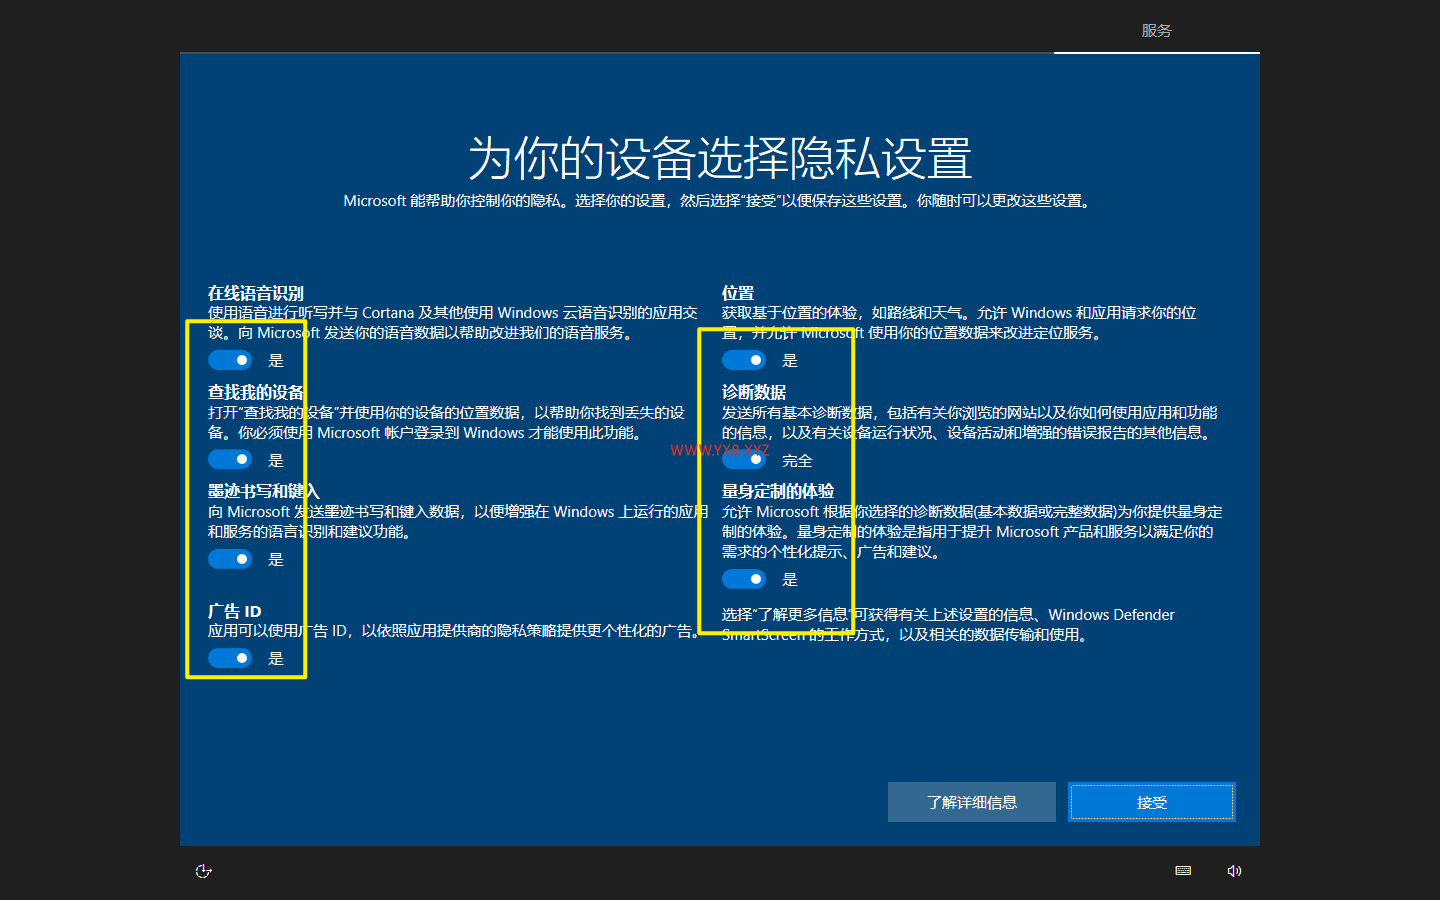 服务
为你的设备选择隐私设置
Microsoft 能帮助你控制你的隐私。选择你的设置，然后选择"接受"以便保存这些设置。你随时可以更改这些设置。
在线语音识别
使用语音进行听写并与 Cortana 及其他使用 Windows 云语音识别的应用交
谈。向 Microsoft 发送你的语音数据以帮助改进我们的语音服务。
是
查找我的设备
打开"查找我的设备"并使用你的设备的位置数据，以帮助你找到丢失的设
备。你必须使用 Microsoft 帐户登录到 Windows 才能使用此功能。
是
墨迹书写和键入
向 Microsoft 发送墨迹书写和键入数据，以便增强在 Windows 上运行的应用
和服务的语言识别和建议功能。
是
广告 ID
应用可以使用广告 ID，以依照应用提供商的隐私策略提供更个性化的广告。
是
位置
获取基于位置的体验，如路线和天气。允许 Windows 和应用请求你的位
置，并允许 Microsoft 使用你的位置数据来改进定位服务。
是
诊断数据
发送所有基本诊断数据，包括有关你浏览的网站以及你如何使用应用和功能
的信息，以及有关设备运行状况、设备活动和增强的错误报告的其他信息。
WWW.YX8.XYZ
完全
量身定制的体验
允许 Microsoft 根据你选择的诊断数据(基本数据或完整数据)为你提供量身定
制的体验。量身定制的体验是指用于提升 Microsoft 产品和服务以满足你的
需求的个性化提示、广告和建议。
是
选择"了解更多信息"可获得有关上述设置的信息、Windows Defender
SmartScreen 的工作方式，以及相关的数据传输和使用。
了解详细信息
接受